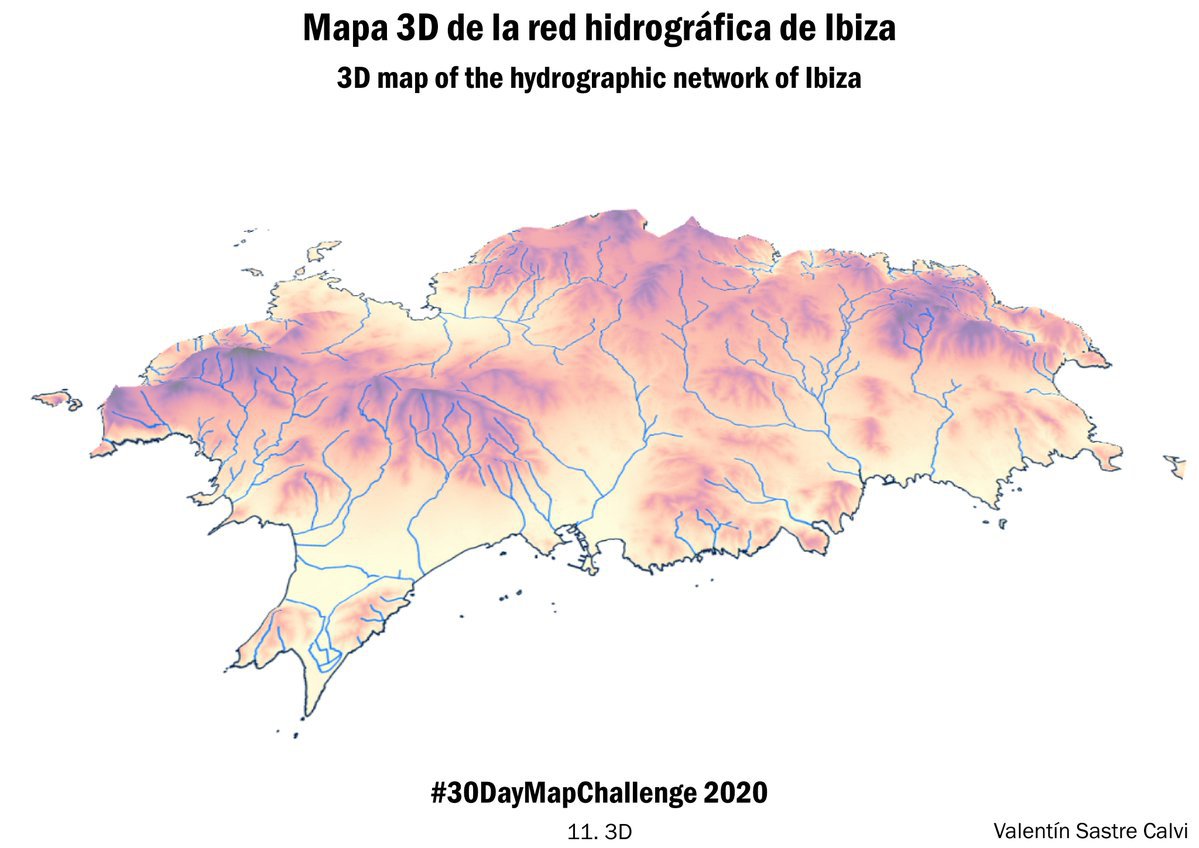 Mapa 3D de la red hidrográfica de Ibiza
3D map of the hydrographic network of Ibiza
#30DayMapChallenge 2020
11. 3D
Valentín Sastre Calvi